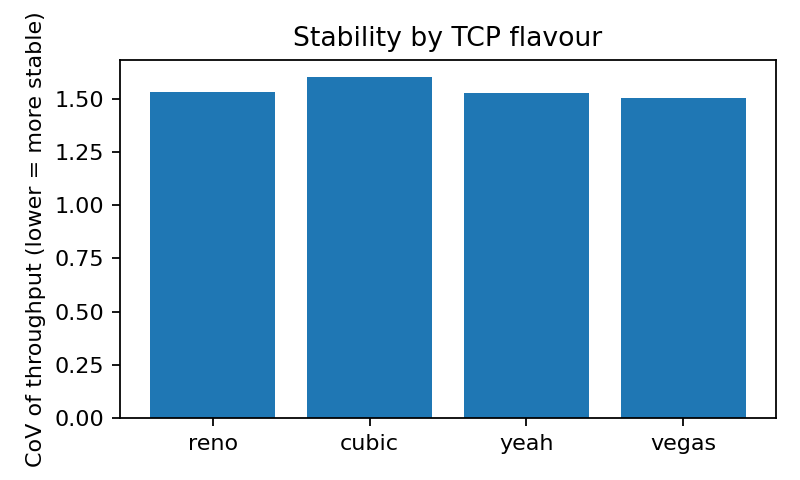 Stability by TCP flavour
CoV of throughput (lower = more stable)
1.50
1.25
1.00
0.75
0.50
0.25
0.00
reno cubic yeah vegas